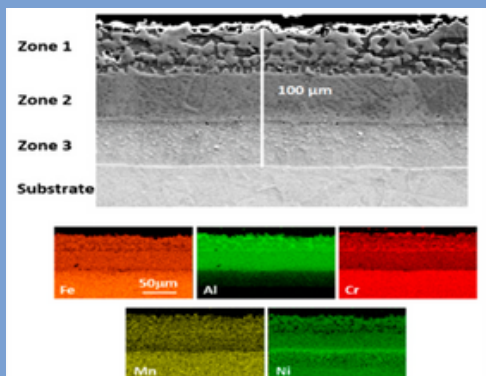 Zone 1
100 µm
Zone 2
Zone 3
Substrate
Fe
50µm
Al
Cr
Mn
Ni